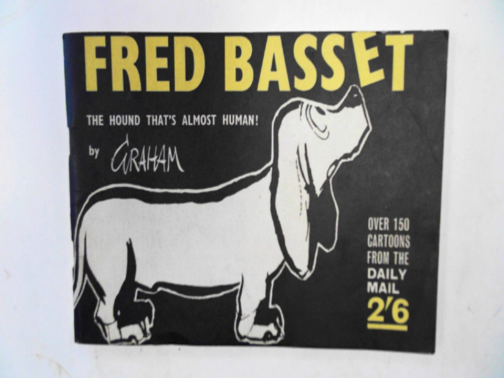 FRED BASSET
THE HOUND THAT'S ALMOST HUMAN!
by GRAHAM
OVER 150
CARTOONS
FROM THE
DAILY
MAIL
2'6